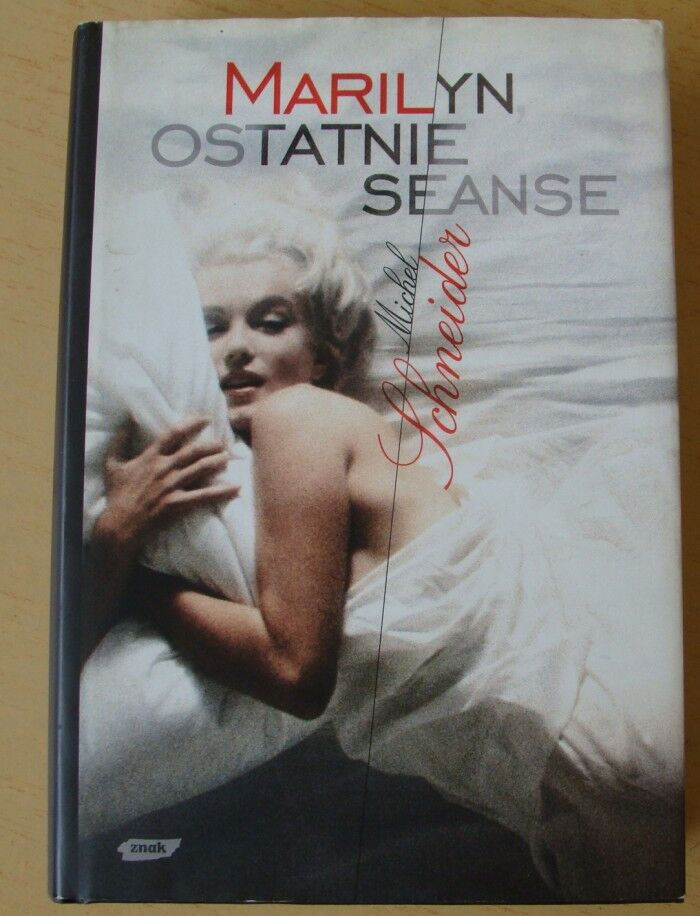 MARILYN
OSTATNIE
SEANSE
Michel
Schneider
znak